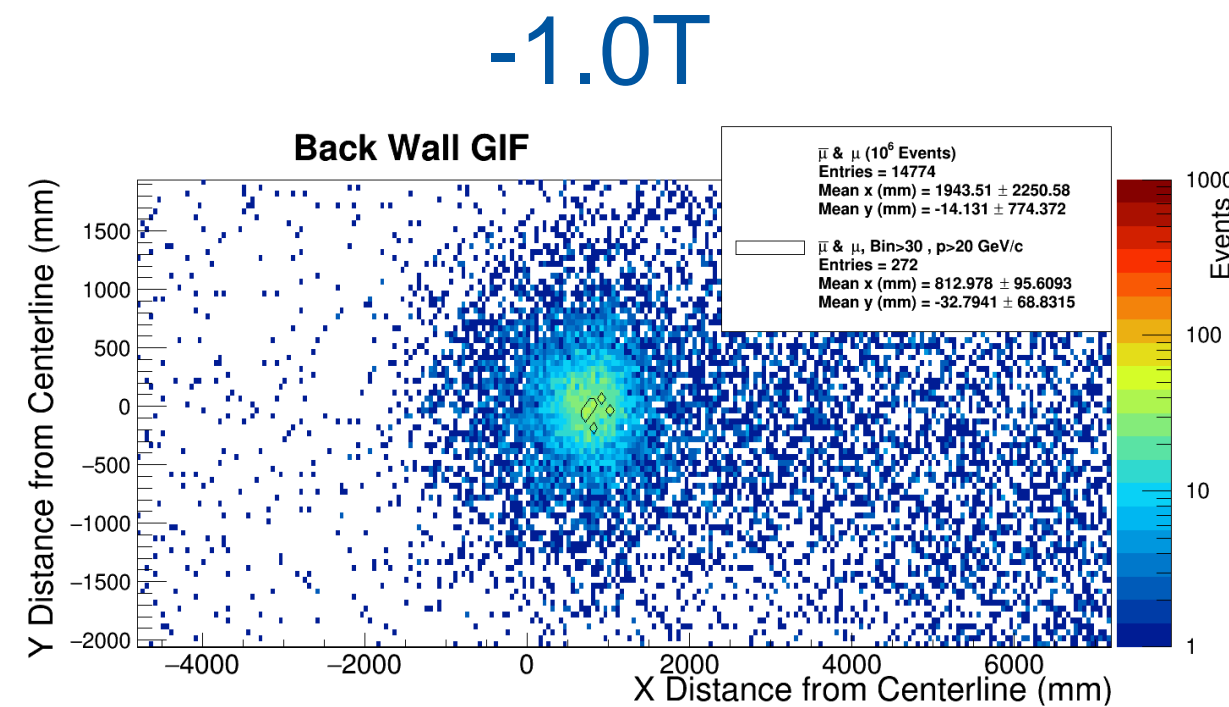 -1.0T
Back Wall GIF
μ̅ & μ (10⁶ Events)
Entries = 14774
Mean x (mm) = 1943.51 ± 2250.58
Mean y (mm) = -14.131 ± 774.372
μ̅ & μ, Bin>30 , p>20 GeV/c
Entries = 272
Mean x (mm) = 812.978 ± 95.6093
Mean y (mm) = -32.7941 ± 68.8315
Y Distance from Centerline (mm)
1500
1000
500
0
−500
−1000
−1500
−2000
−4000 −2000 0 2000 4000 6000
X Distance from Centerline (mm)
1000
100
10
1
Events